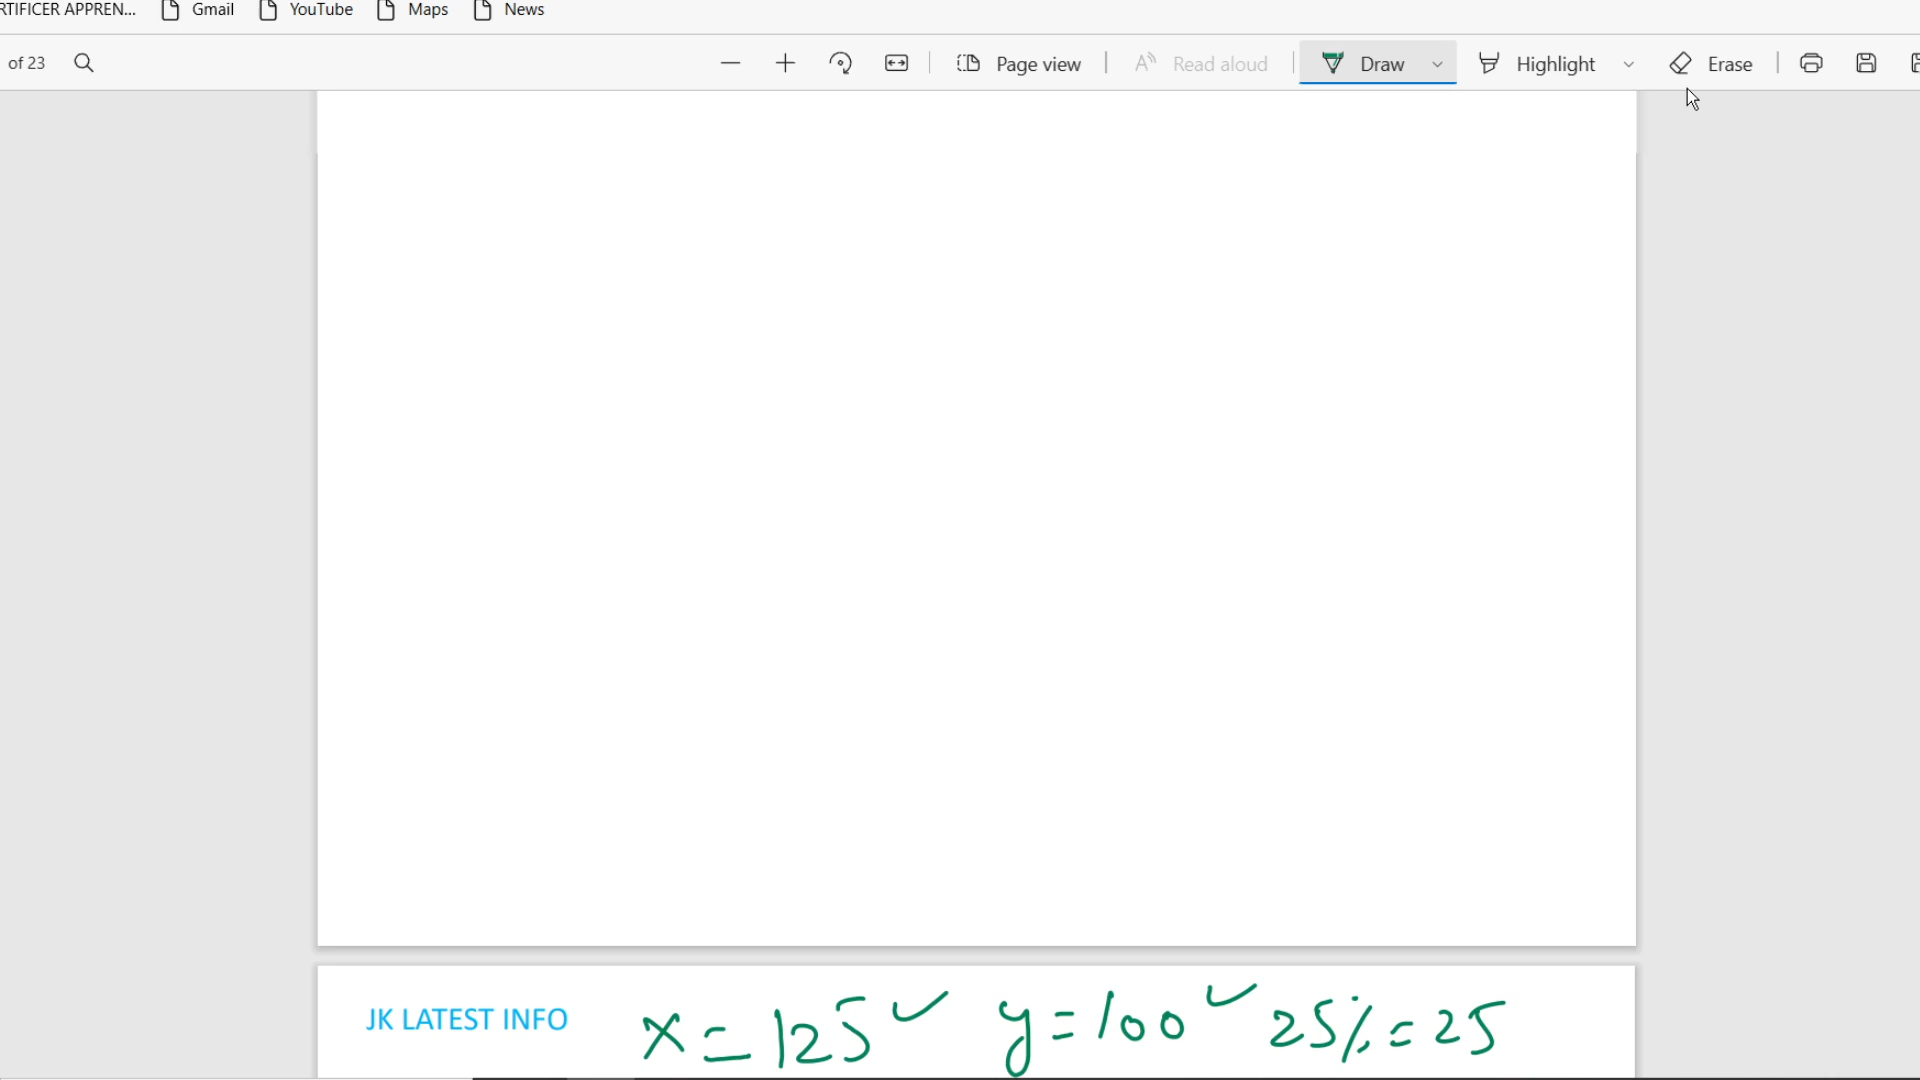 RTIFICER APPREN... Gmail YouTube Maps News
of 23 Page view Read aloud Draw Highlight Erase
JK LATEST INFO x = 125 ✓ y = 100 ✓ 25% = 25